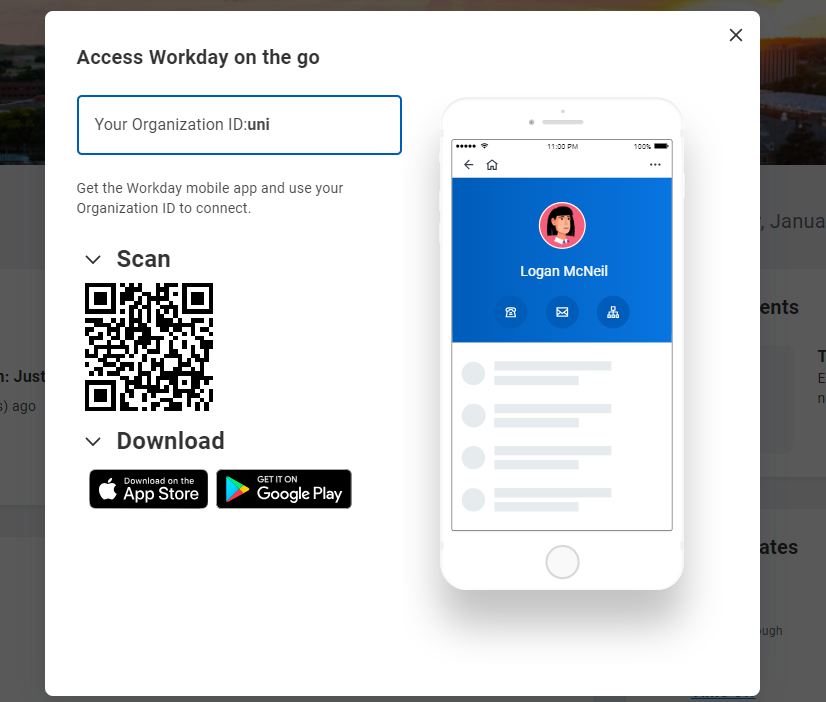 Access Workday on the go
Your Organization ID:uni
Get the Workday mobile app and use your
Organization ID to connect.
Scan
Download
Download on the
App Store
GET IT ON
Google Play
11:00 PM
100%
Logan McNeil
, Janua
ents
n: Just
s) ago
T
E
n
ates
ough